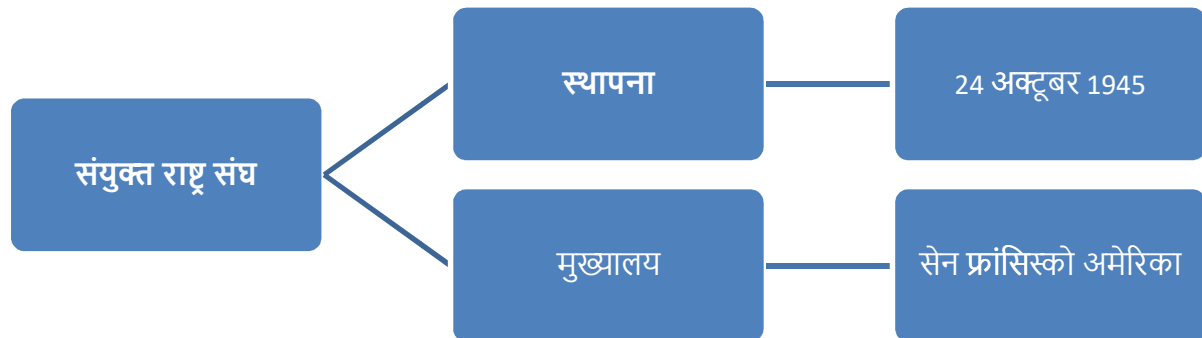 संयुक्त राष्ट्र संघ
स्थापना
24 अक्टूबर 1945
मुख्यालय
सेन फ्रांसिस्को अमेरिका